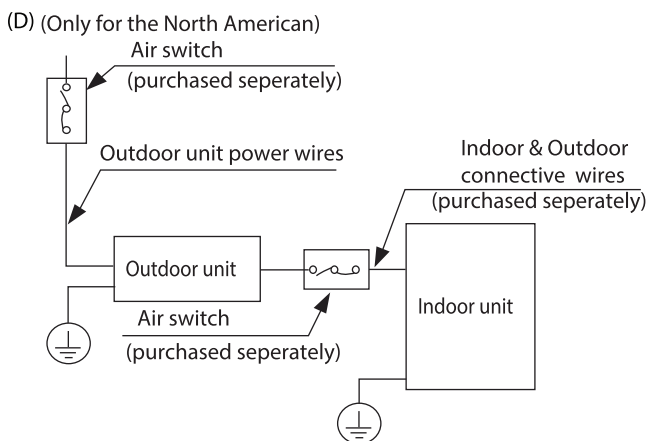 (D) (Only for the North American)
Air switch
(purchased seperately)
Outdoor unit power wires
Indoor & Outdoor
connective wires
(purchased seperately)
Outdoor unit
Indoor unit
Air switch
(purchased seperately)